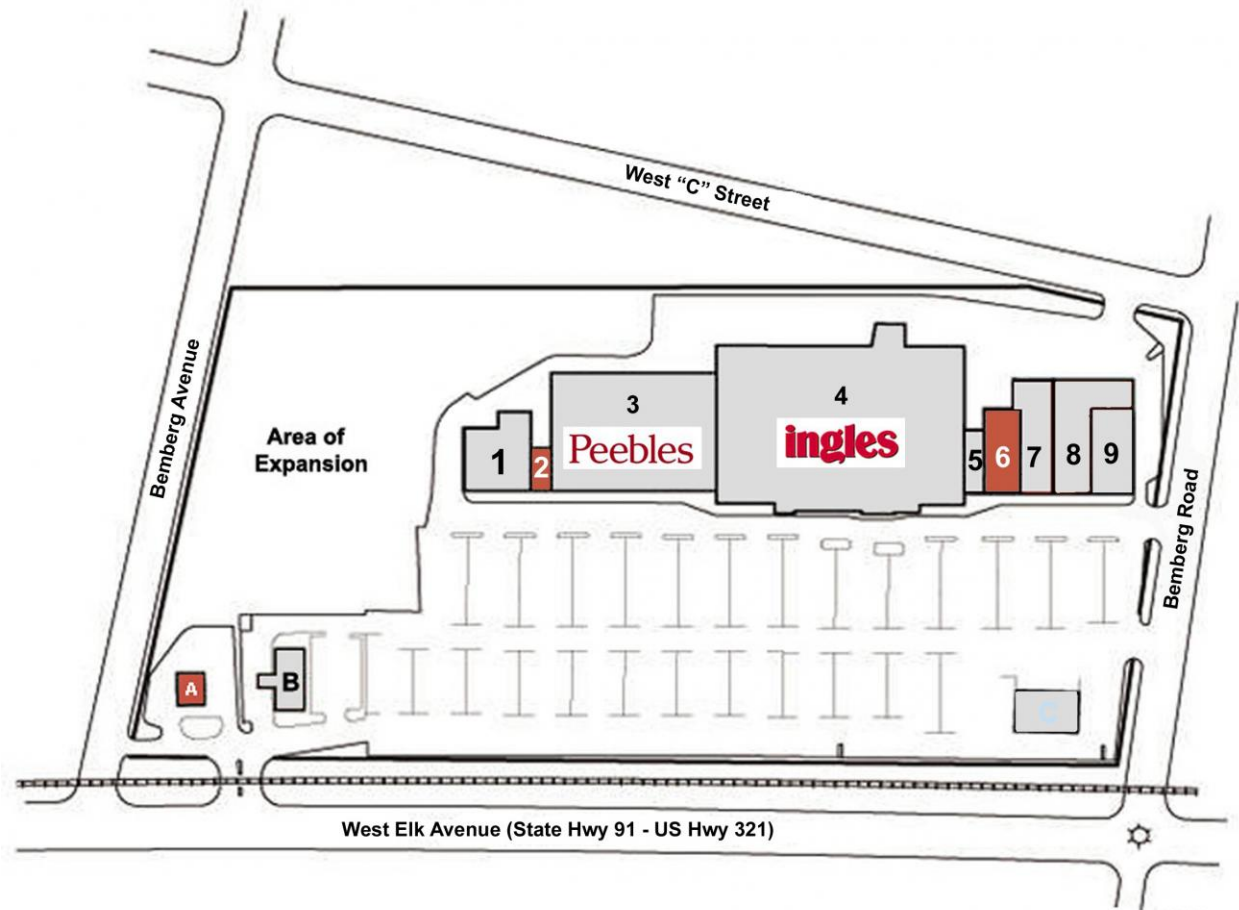 West "C" Street
Bemberg Avenue
Area of
Expansion
1
2
3
Peebles
4
ingles
5
6
7
8
9
Bemberg Road
A
B
C
West Elk Avenue (State Hwy 91 - US Hwy 321)